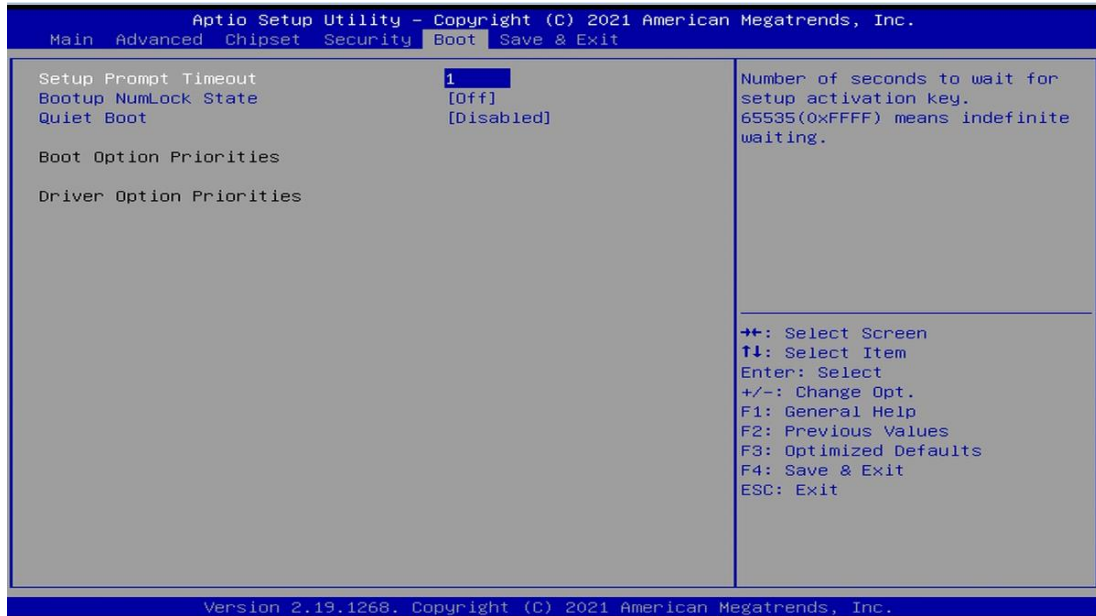 Aptio Setup Utility – Copyright (C) 2021 American Megatrends, Inc.
Main Advanced Chipset Security Boot Save & Exit
Setup Prompt Timeout 1
Bootup NumLock State [Off]
Quiet Boot [Disabled]
Boot Option Priorities
Driver Option Priorities
Number of seconds to wait for
setup activation key.
65535(0xFFFF) means indefinite
waiting.
→←: Select Screen
↑↓: Select Item
Enter: Select
+/-: Change Opt.
F1: General Help
F2: Previous Values
F3: Optimized Defaults
F4: Save & Exit
ESC: Exit
Version 2.19.1268. Copyright (C) 2021 American Megatrends, Inc.